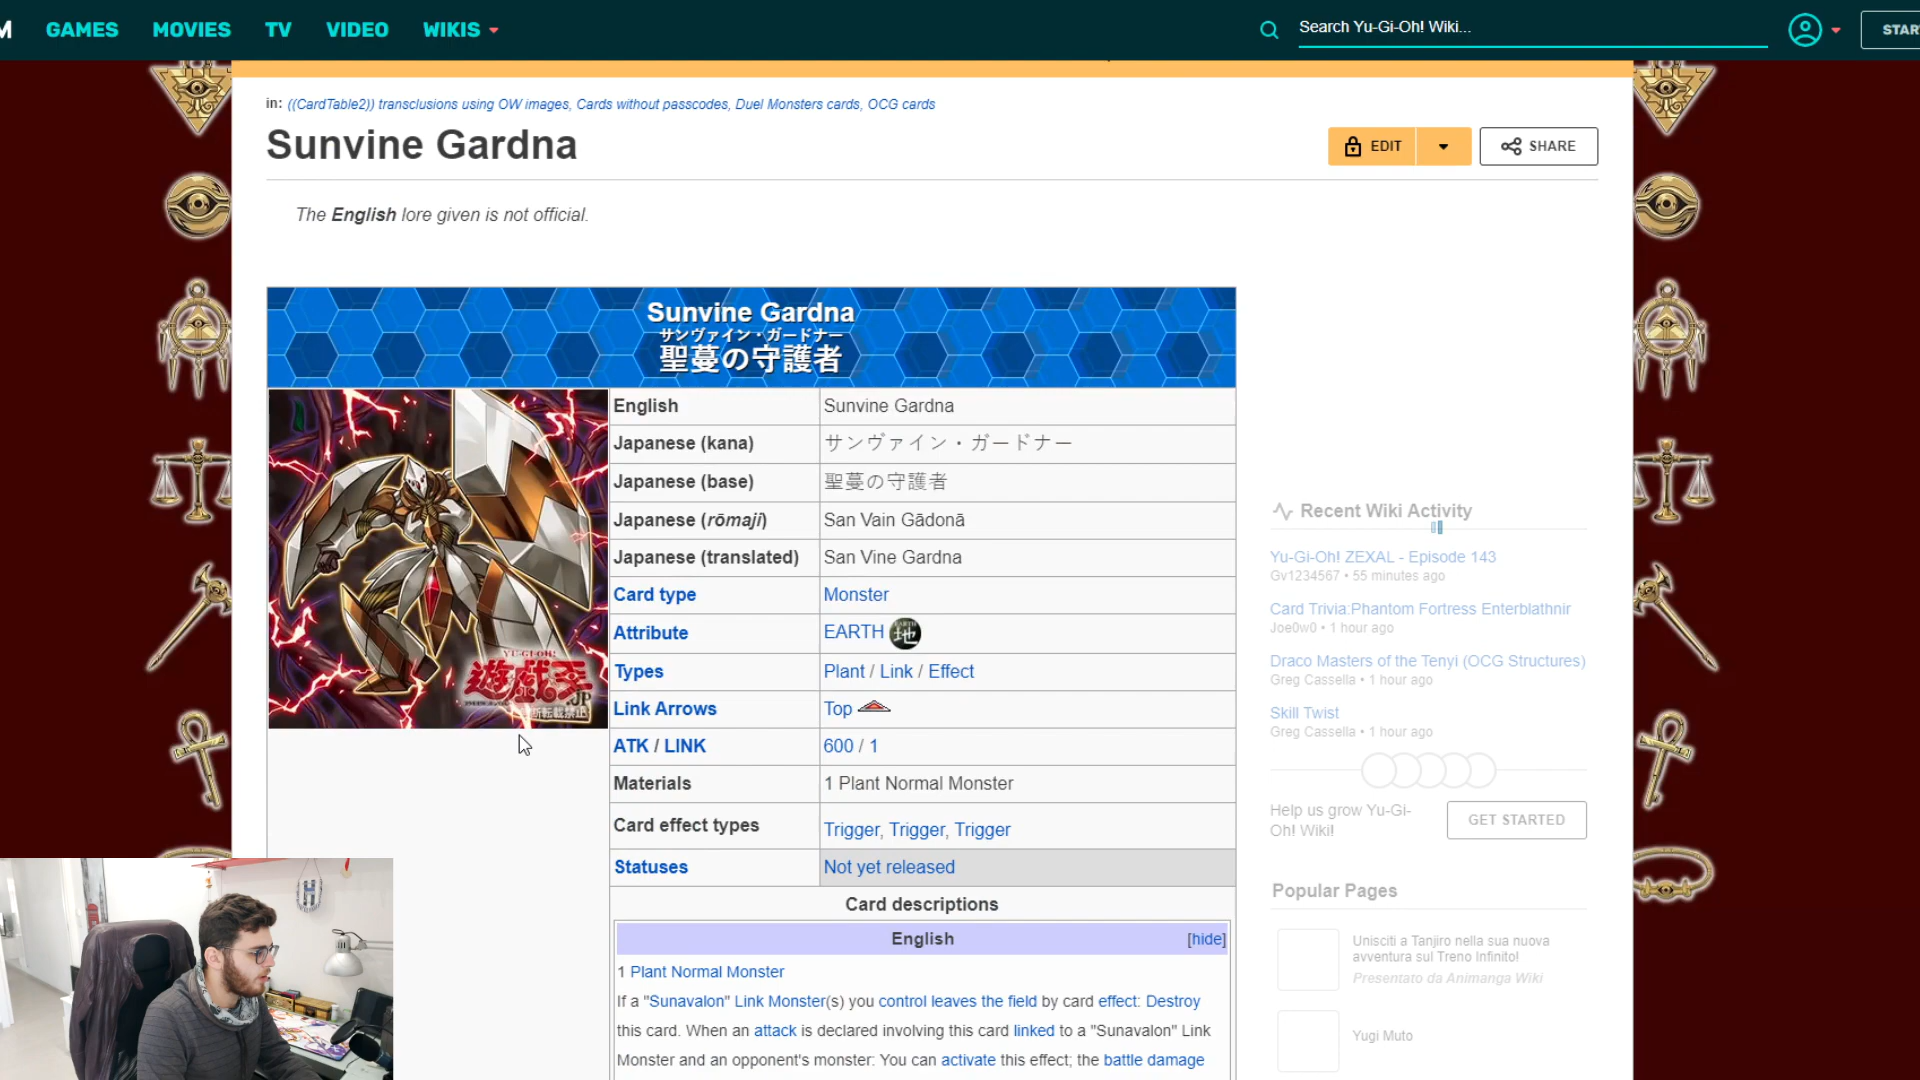 M GAMES MOVIES TV VIDEO WIKIS Search Yu-Gi-Oh! Wiki... STAR
in: ((CardTable2)) transclusions using OW images, Cards without passcodes, Duel Monsters cards, OCG cards
Sunvine Gardna
EDIT SHARE
The English lore given is not official.
Sunvine Gardna
サンヴァイン・ガードナー
聖蔓の守護者
English Sunvine Gardna
Japanese (kana) サンヴァイン・ガードナー
Japanese (base) 聖蔓の守護者
Japanese (rōmaji) San Vain Gādonā
Japanese (translated) San Vine Gardna
Card type Monster
Attribute EARTH
Types Plant / Link / Effect
Link Arrows Top
ATK / LINK 600 / 1
Materials 1 Plant Normal Monster
Card effect types Trigger, Trigger, Trigger
Statuses Not yet released
Card descriptions
English [hide]
1 Plant Normal Monster
If a "Sunavalon" Link Monster(s) you control leaves the field by card effect: Destroy
this card. When an attack is declared involving this card linked to a "Sunavalon" Link
Monster and an opponent's monster: You can activate this effect; the battle damage
YU-GI-OH!
遊戯王
.JP
転載禁止
Recent Wiki Activity
Yu-Gi-Oh! ZEXAL - Episode 143
Gv1234567 • 55 minutes ago
Card Trivia:Phantom Fortress Enterblathnir
Joe0w0 • 1 hour ago
Draco Masters of the Tenyi (OCG Structures)
Greg Cassella • 1 hour ago
Skill Twist
Greg Cassella • 1 hour ago
Help us grow Yu-Gi-
Oh! Wiki!
GET STARTED
Popular Pages
Unisciti a Tanjiro nella sua nuova
avventura sul Treno Infinito!
Presentato da Animanga Wiki
Yugi Muto